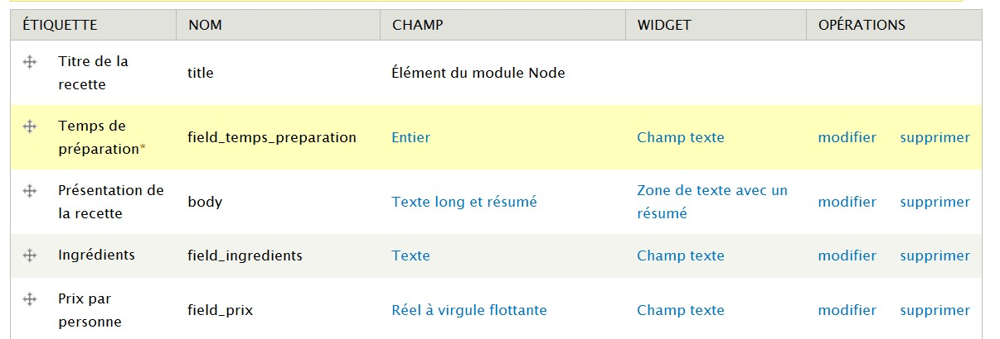 ÉTIQUETTE NOM CHAMP WIDGET OPÉRATIONS
Titre de la
recette
title Élément du module Node
Temps de
préparation*
field_temps_preparation Entier Champ texte modifier supprimer
Présentation de
la recette
body Texte long et résumé
Zone de texte avec un
résumé
modifier supprimer
Ingrédients field_ingredients Texte Champ texte modifier supprimer
Prix par
personne
field_prix Réel à virgule flottante Champ texte modifier supprimer